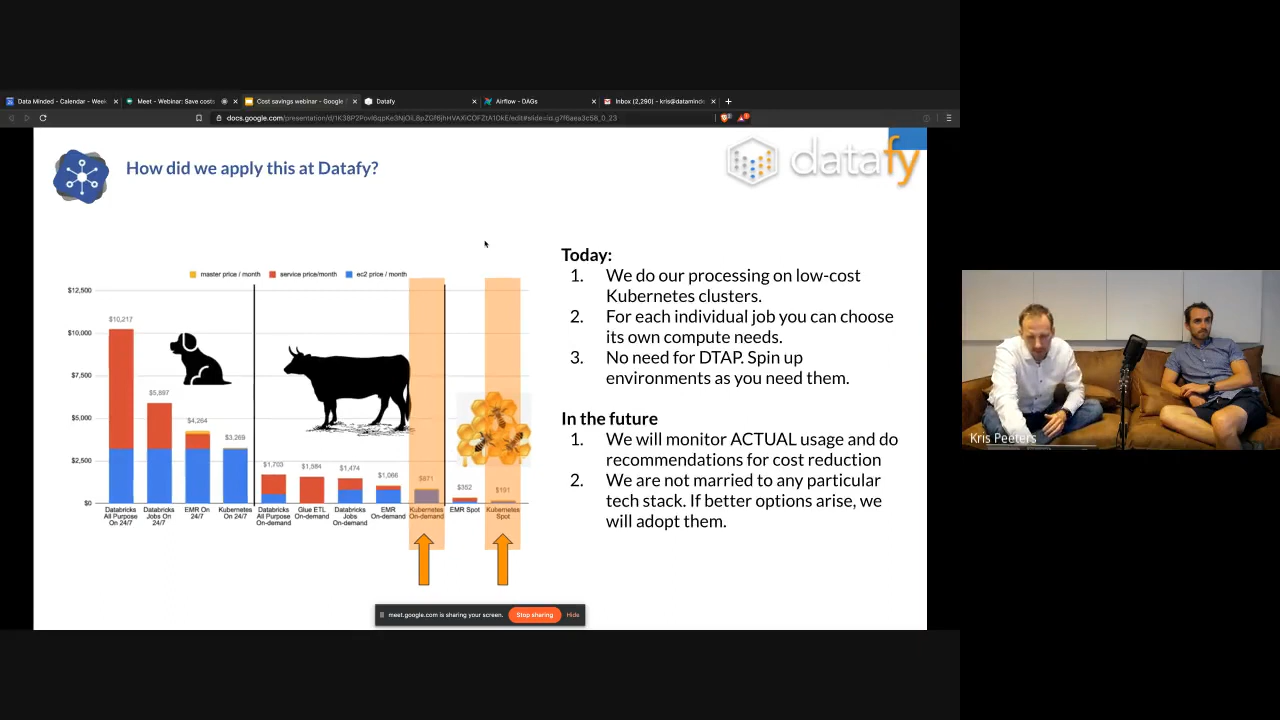 Data Minded - Calendar - Week
Meet - Webinar: Save costs
Cost savings webinar - Google
Datafy
Airflow - DAGs
Inbox (2,290) - kris@datamind
How did we apply this at Datafy?
datafy
master price / month
service price/month
ec2 price / month
$12,500
$10,000
$7,500
$5,000
$2,500
$0
$10,217
$5,897
$4,264
$3,269
$1,703
$1,584
$1,474
$1,066
$871
$352
$191
Databricks All Purpose On 24/7
Databricks Jobs On 24/7
EMR On 24/7
Kubernetes On 24/7
Databricks All Purpose On-demand
Glue ETL On-demand
Databricks Jobs On-demand
EMR On-demand
Kubernetes On-demand
EMR Spot
Kubernetes Spot
Today:
1. We do our processing on low-cost
Kubernetes clusters.
2. For each individual job you can choose
its own compute needs.
3. No need for DTAP. Spin up
environments as you need them.
In the future
1. We will monitor ACTUAL usage and do
recommendations for cost reduction
2. We are not married to any particular
tech stack. If better options arise, we
will adopt them.
meet.google.com is sharing your screen.
Stop sharing
Hide
Kris Peeters